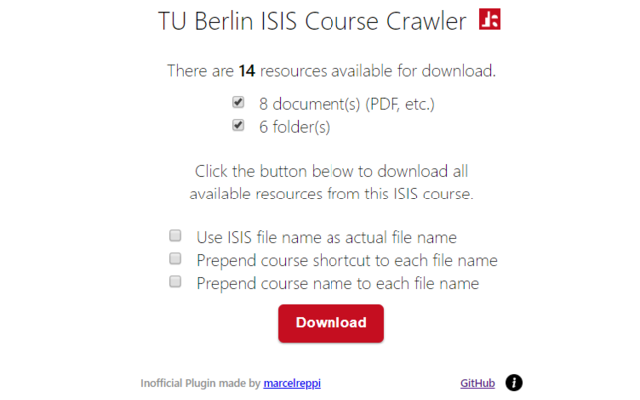 TU Berlin ISIS Course Crawler
There are 14 resources available for download.
8 document(s) (PDF, etc.)
6 folder(s)
Click the button below to download all
available resources from this ISIS course.
Use ISIS file name as actual file name
Prepend course shortcut to each file name
Prepend course name to each file name
Download
Inofficial Plugin made by marcelreppi GitHub i